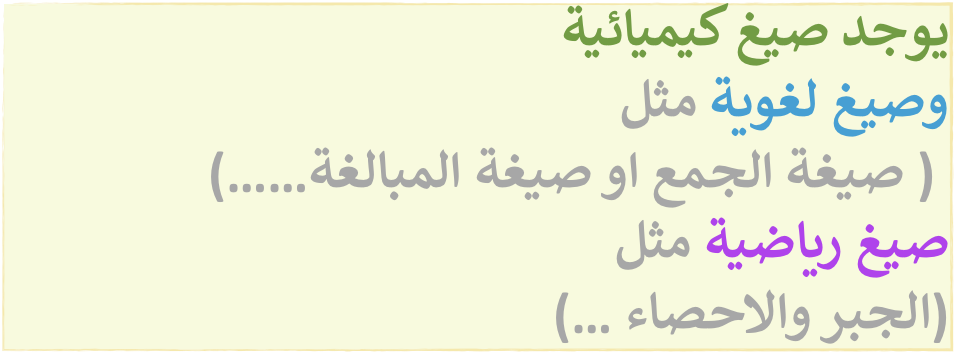 يوجد صيغ كيميائية
وصيغ لغوية مثل
( صيغة الجمع او صيغة المبالغة......)
صيغ رياضية مثل
(الجبر والاحصاء ...)